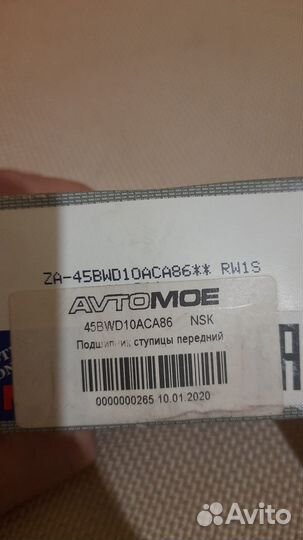 ZA-45BWD10ACA86** RW1S
AVTOMOE
45BWD10ACA86 NSK
Подшипник ступицы передний
0000000265 10.01.2020
Avito